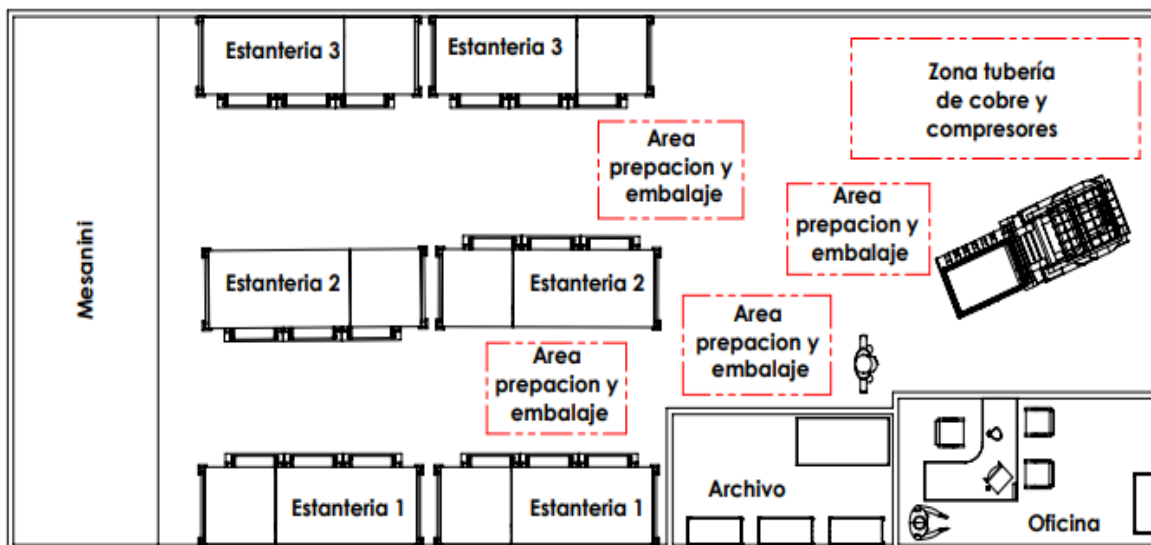 Estanteria 3
Estanteria 3
Zona tubería
de cobre y
compresores
Area
prepacion y
embalaje
Area
prepacion y
embalaje
Mesanini
Estanteria 2
Estanteria 2
Area
prepacion y
embalaje
Area
prepacion y
embalaje
Archivo
Estanteria 1
Estanteria 1
Oficina